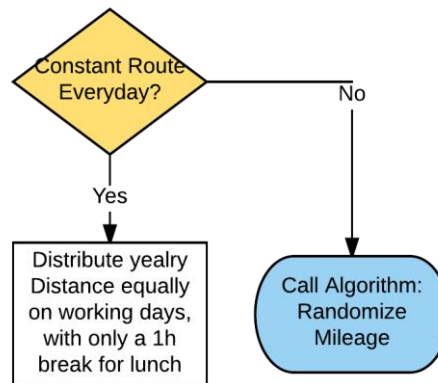 Constant Route
Everyday?
No
Yes
Distribute yealry
Distance equally
on working days,
with only a 1h
break for lunch
Call Algorithm:
Randomize
Mileage